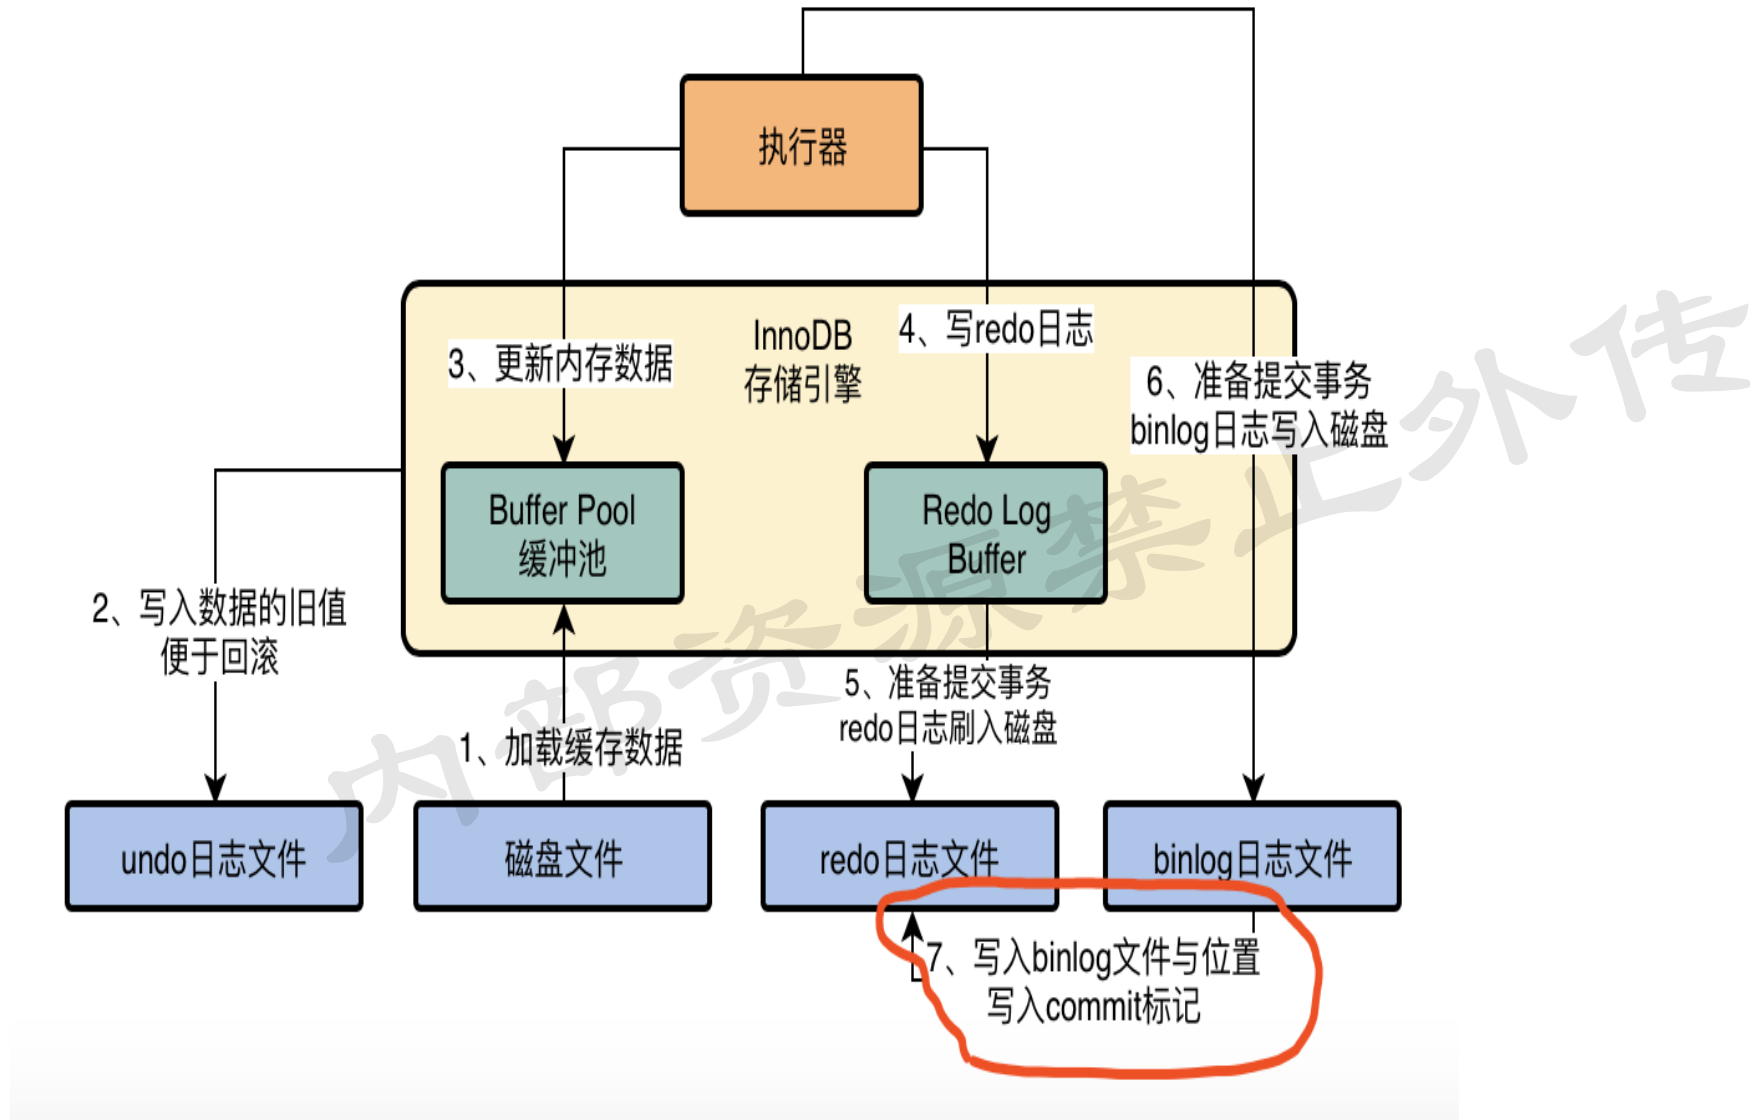 执行器
InnoDB
存储引擎
3、更新内存数据
4、写redo日志
6、准备提交事务
binlog日志写入磁盘
Buffer Pool
缓冲池
Redo Log
Buffer
2、写入数据的旧值
便于回滚
1、加载缓存数据
5、准备提交事务
redo日志刷入磁盘
undo日志文件
磁盘文件
redo日志文件
binlog日志文件
7、写入binlog文件与位置
写入commit标记
内部资源禁止外传